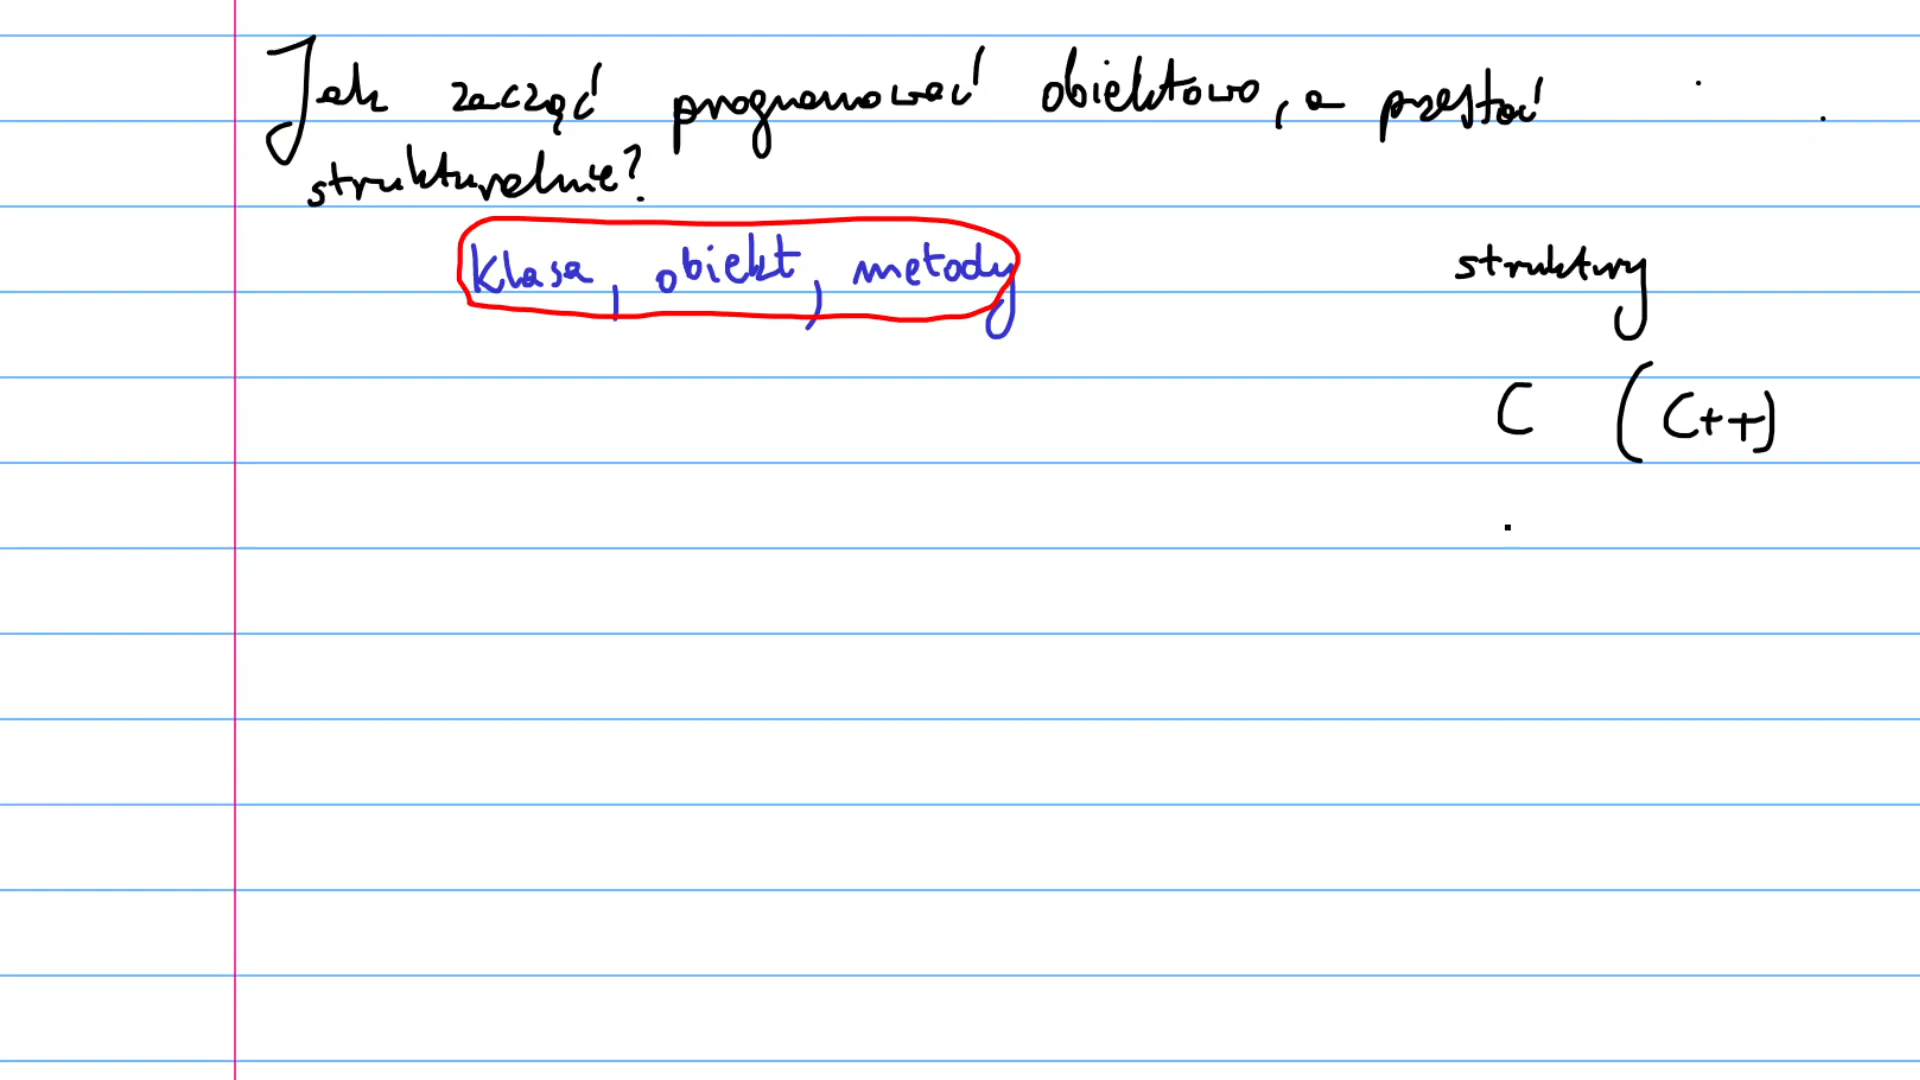 Jak zacząć programować obiektowo, a przestać
strukturalnie?
klasa, obiekt, metody
struktury
C (C++)